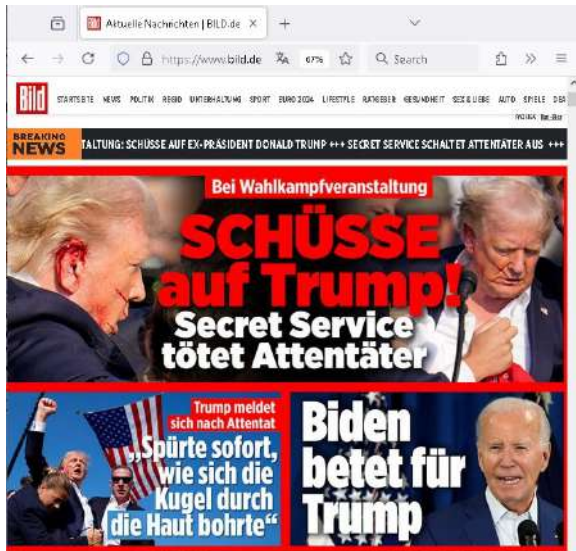 Aktuelle Nachrichten | BILD.de
https://www.bild.de
67%
Search
Bild
STARTSEITE NEWS POLITIK REGIO UNTERHALTUNG SPORT EURO 2024 LIFESTYLE RATGEBER GESUNDHEIT SEX & LIEBE AUTO SPIELE
BREAKING
NEWS
TALTUNG: SCHÜSSE AUF EX-PRÄSIDENT DONALD TRUMP +++ SECRET SERVICE SCHALTET ATTENTÄTER AUS +++
Bei Wahlkampfveranstaltung
SCHÜSSE
auf Trump!
Secret Service
tötet Attentäter
Trump meldet
sich nach Attentat
„Spürte sofort,
wie sich die
Kugel durch
die Haut bohrte“
Biden
betet für
Trump